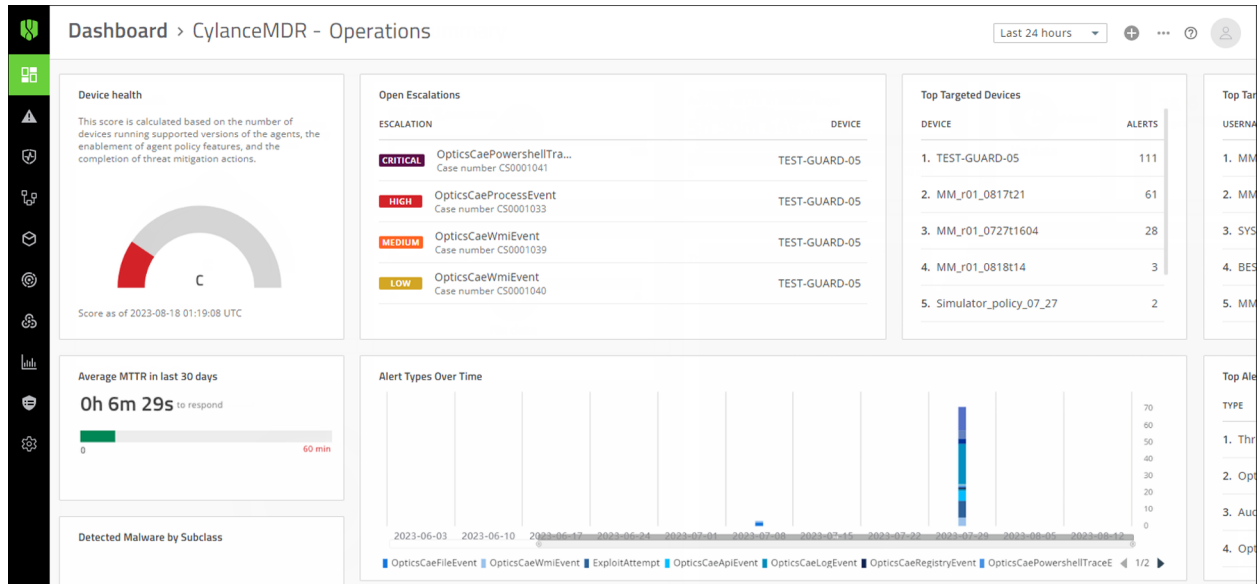 Dashboard > CylanceMDR - Operations
Last 24 hours
Device health
This score is calculated based on the number of
devices running supported versions of the agents, the
enablement of agent policy features, and the
completion of threat mitigation actions.
C
Score as of 2023-08-18 01:19:08 UTC
Open Escalations
ESCALATION DEVICE
CRITICAL OpticsCaePowershellTra... TEST-GUARD-05
Case number CS0001041
HIGH OpticsCaeProcessEvent TEST-GUARD-05
Case number CS0001033
MEDIUM OpticsCaeWmiEvent TEST-GUARD-05
Case number CS0001039
LOW OpticsCaeWmiEvent TEST-GUARD-05
Case number CS0001040
Top Targeted Devices
DEVICE ALERTS
1. TEST-GUARD-05 111
2. MM_r01_0817t21 61
3. MM_r01_0727t1604 28
4. MM_r01_0818t14 3
5. Simulator_policy_07_27 2
Top Tar
USERNA
1. MM
2. MM
3. SYS
4. BES
5. MM
Average MTTR in last 30 days
0h 6m 29s to respond
0 60 min
Detected Malware by Subclass
Alert Types Over Time
70
60
50
40
30
20
10
0
2023-06-03 2023-06-10 2023-06-17 2023-06-24 2023-07-01 2023-07-08 2023-07-15 2023-07-22 2023-07-29 2023-08-05 2023-08-12
OpticsCaeFileEvent OpticsCaeWmiEvent ExploitAttempt OpticsCaeApiEvent OpticsCaeLogEvent OpticsCaeRegistryEvent OpticsCaePowershellTraceE 1/2
Top Ale
TYPE
1. Thr
2. Opt
3. Auc
4. Opt